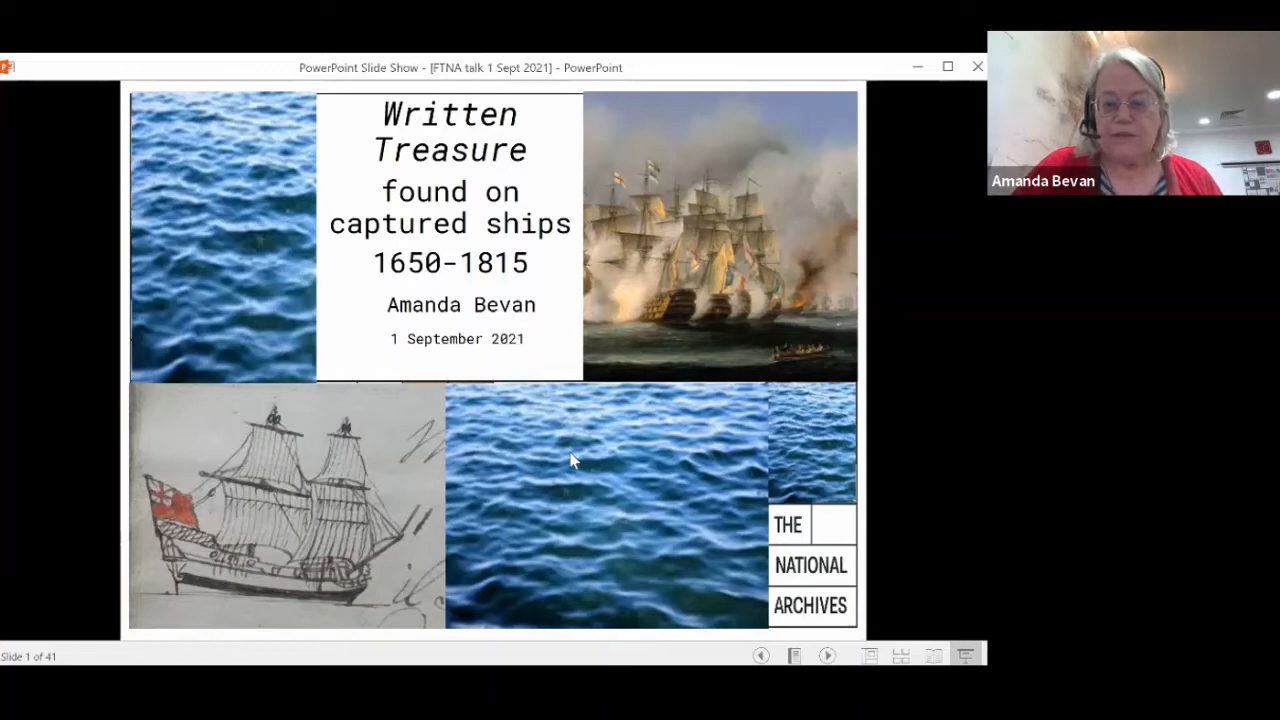 PowerPoint Slide Show - [FTNA talk 1 Sept 2021] - PowerPoint
Written
Treasure
found on
captured ships
1650-1815
Amanda Bevan
1 September 2021
THE
NATIONAL
ARCHIVES
Slide 1 of 41
Amanda Bevan